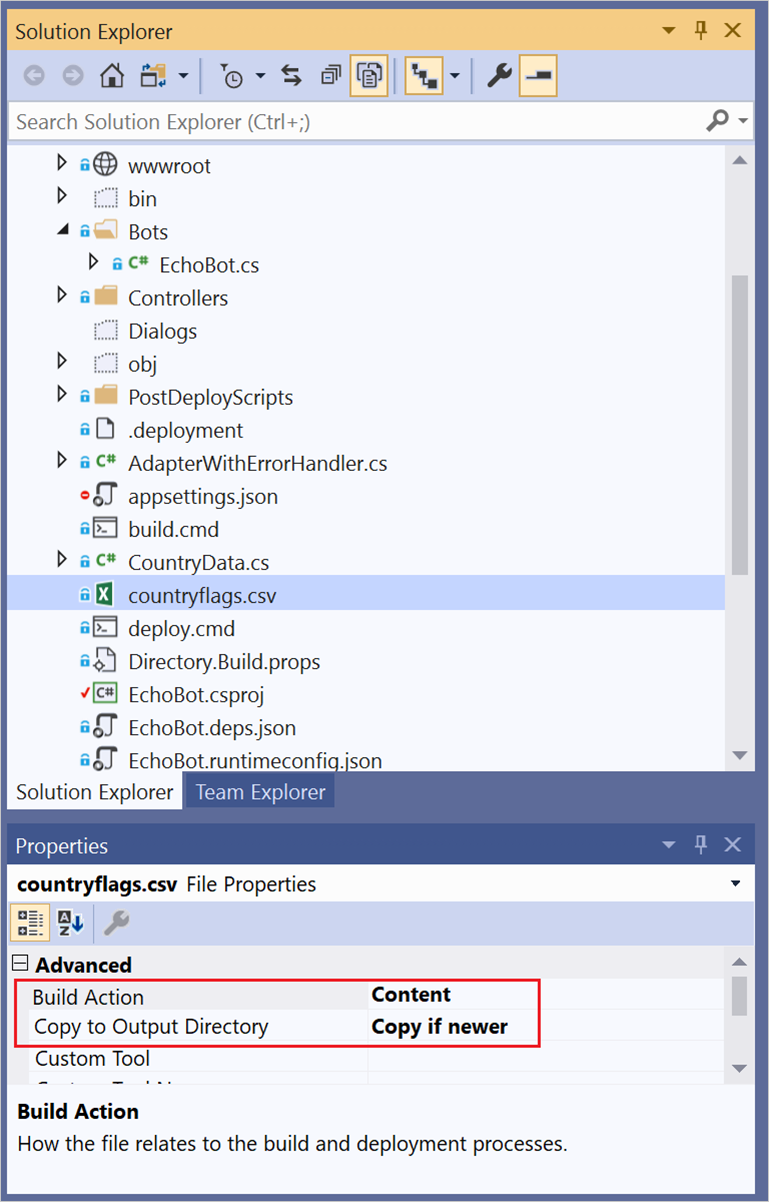 Solution Explorer
Search Solution Explorer (Ctrl+;)
wwwroot
bin
Bots
C# EchoBot.cs
Controllers
Dialogs
obj
PostDeployScripts
.deployment
C# AdapterWithErrorHandler.cs
appsettings.json
build.cmd
C# CountryData.cs
countryflags.csv
deploy.cmd
Directory.Build.props
C# EchoBot.csproj
EchoBot.deps.json
EchoBot.runtimeconfig.json
Solution Explorer Team Explorer
Properties
countryflags.csv File Properties
Advanced
Build Action Content
Copy to Output Directory Copy if newer
Custom Tool
Build Action
How the file relates to the build and deployment processes.